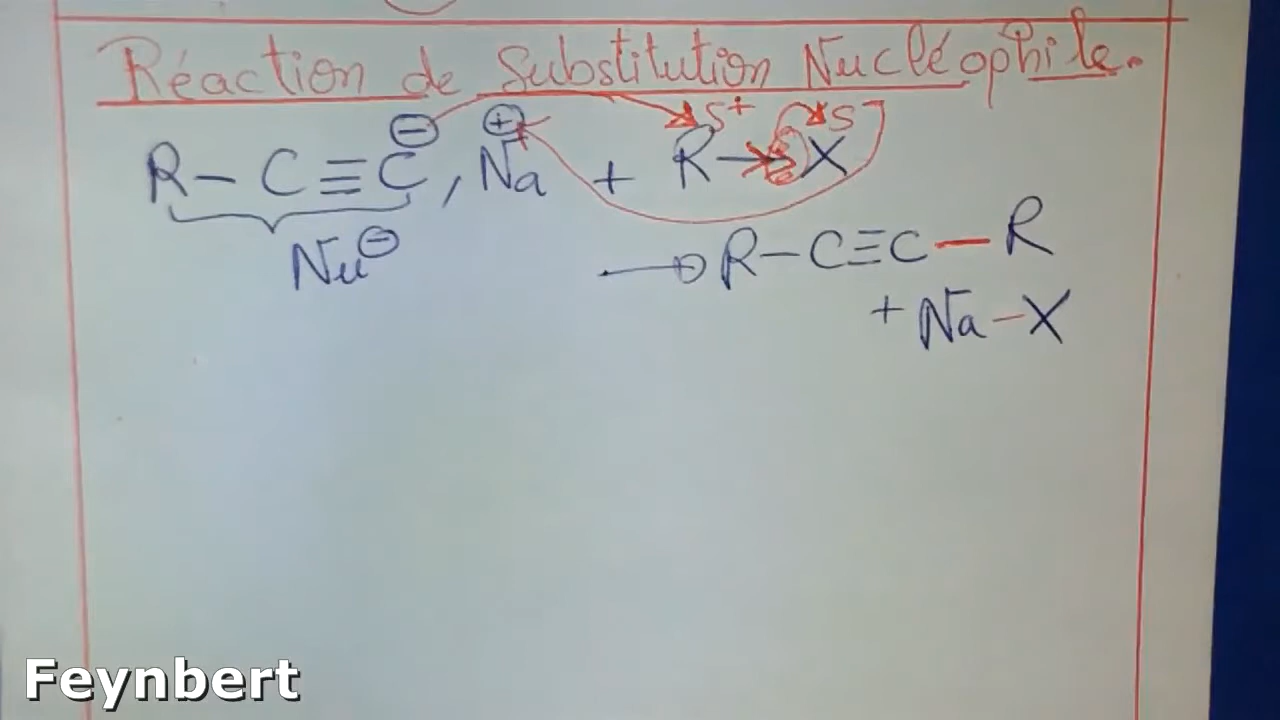 Réaction de Substitution Nucléophile.
R - C ≡ C⊖ , Na⊕ + R → X
δ+ δ
Nu⊖
→ R - C ≡ C - R
+ Na - X
Feynbert